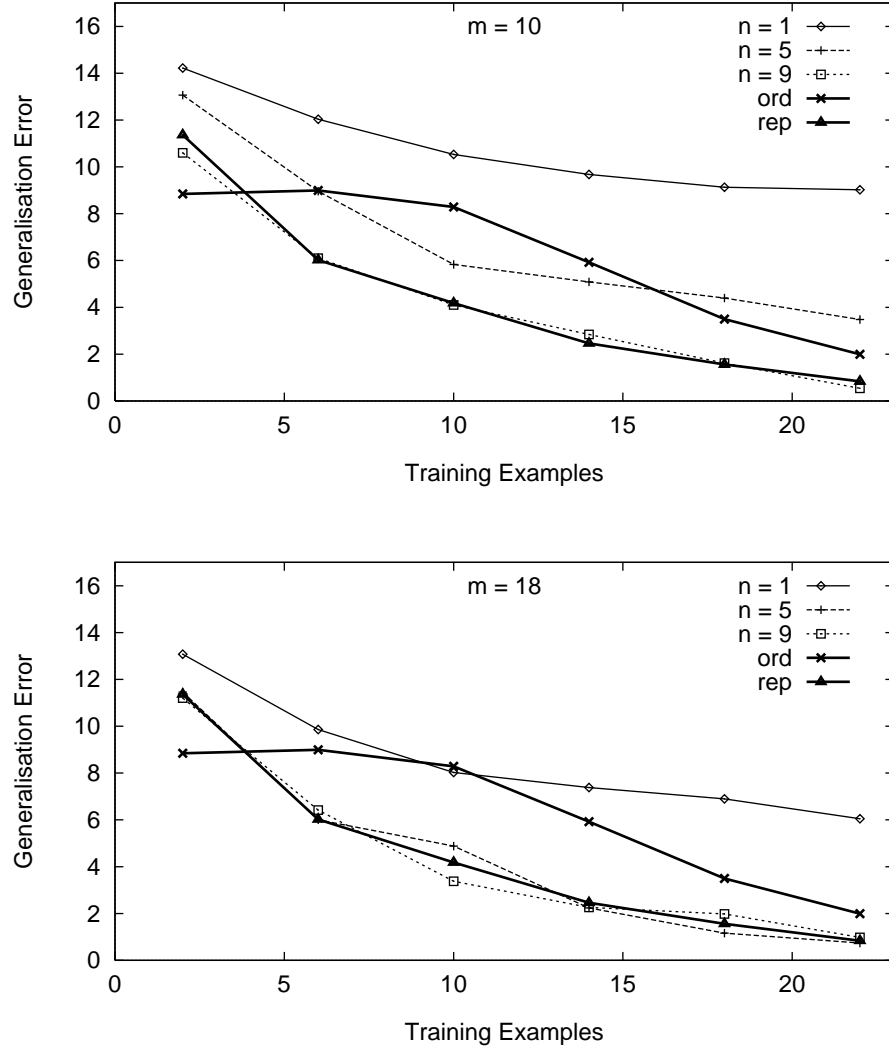 16
14
12
10
8
6
4
2
0
Generalisation Error
m = 10
n = 1
n = 5
n = 9
ord
rep
0 5 10 15 20
Training Examples
16
14
12
10
8
6
4
2
0
Generalisation Error
m = 18
n = 1
n = 5
n = 9
ord
rep
0 5 10 15 20
Training Examples